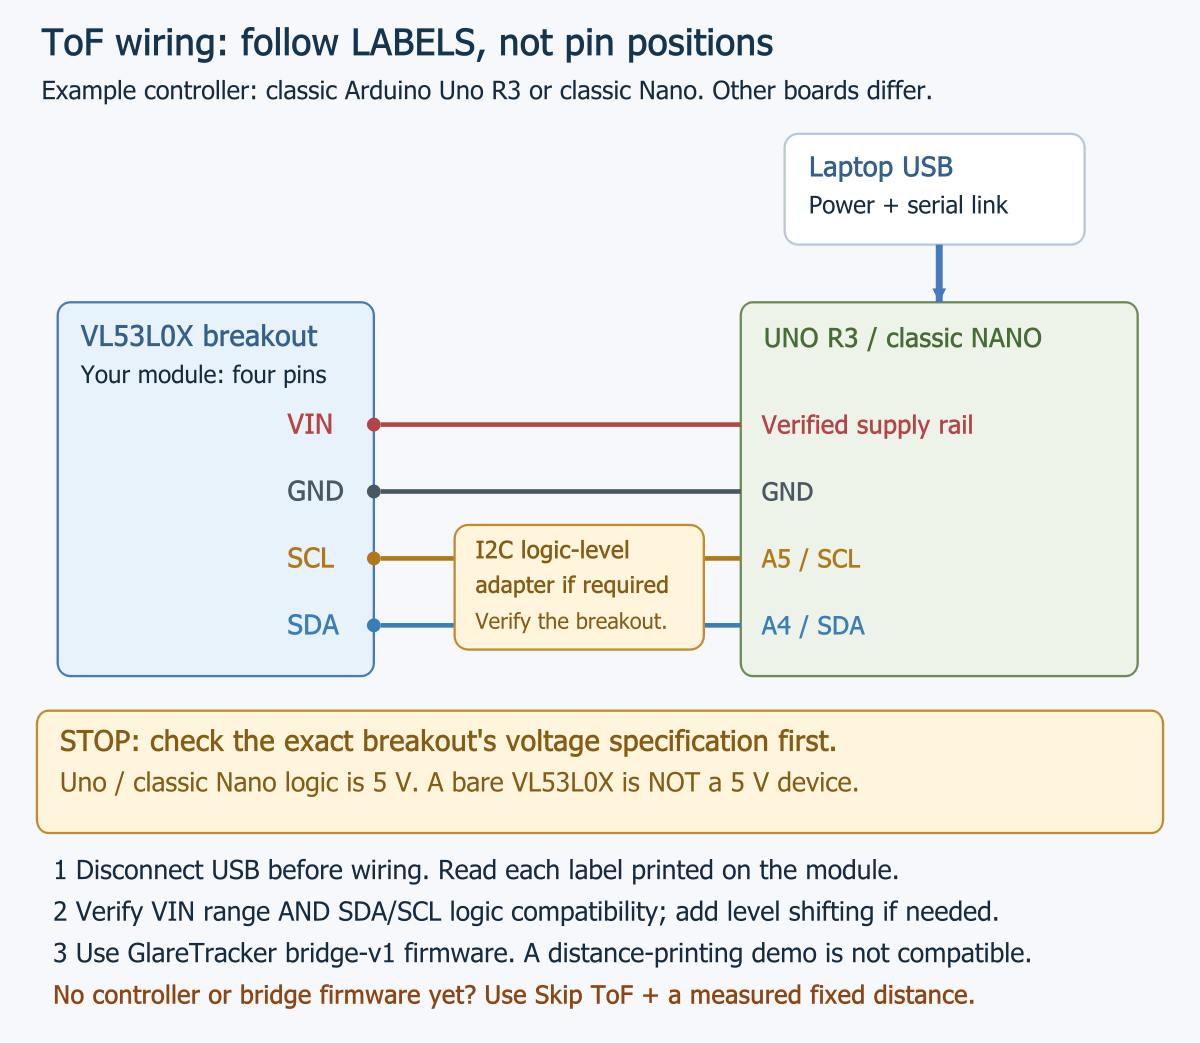 ToF wiring: follow LABELS, not pin positions
Example controller: classic Arduino Uno R3 or classic Nano. Other boards differ.
Laptop USB
Power + serial link
VL53L0X breakout
Your module: four pins
UNO R3 / classic NANO
VIN
Verified supply rail
GND
GND
SCL
I2C logic-level
adapter if required
Verify the breakout.
A5 / SCL
SDA
A4 / SDA
STOP: check the exact breakout's voltage specification first.
Uno / classic Nano logic is 5 V. A bare VL53L0X is NOT a 5 V device.
1 Disconnect USB before wiring. Read each label printed on the module.
2 Verify VIN range AND SDA/SCL logic compatibility; add level shifting if needed.
3 Use GlareTracker bridge-v1 firmware. A distance-printing demo is not compatible.
No controller or bridge firmware yet? Use Skip ToF + a measured fixed distance.